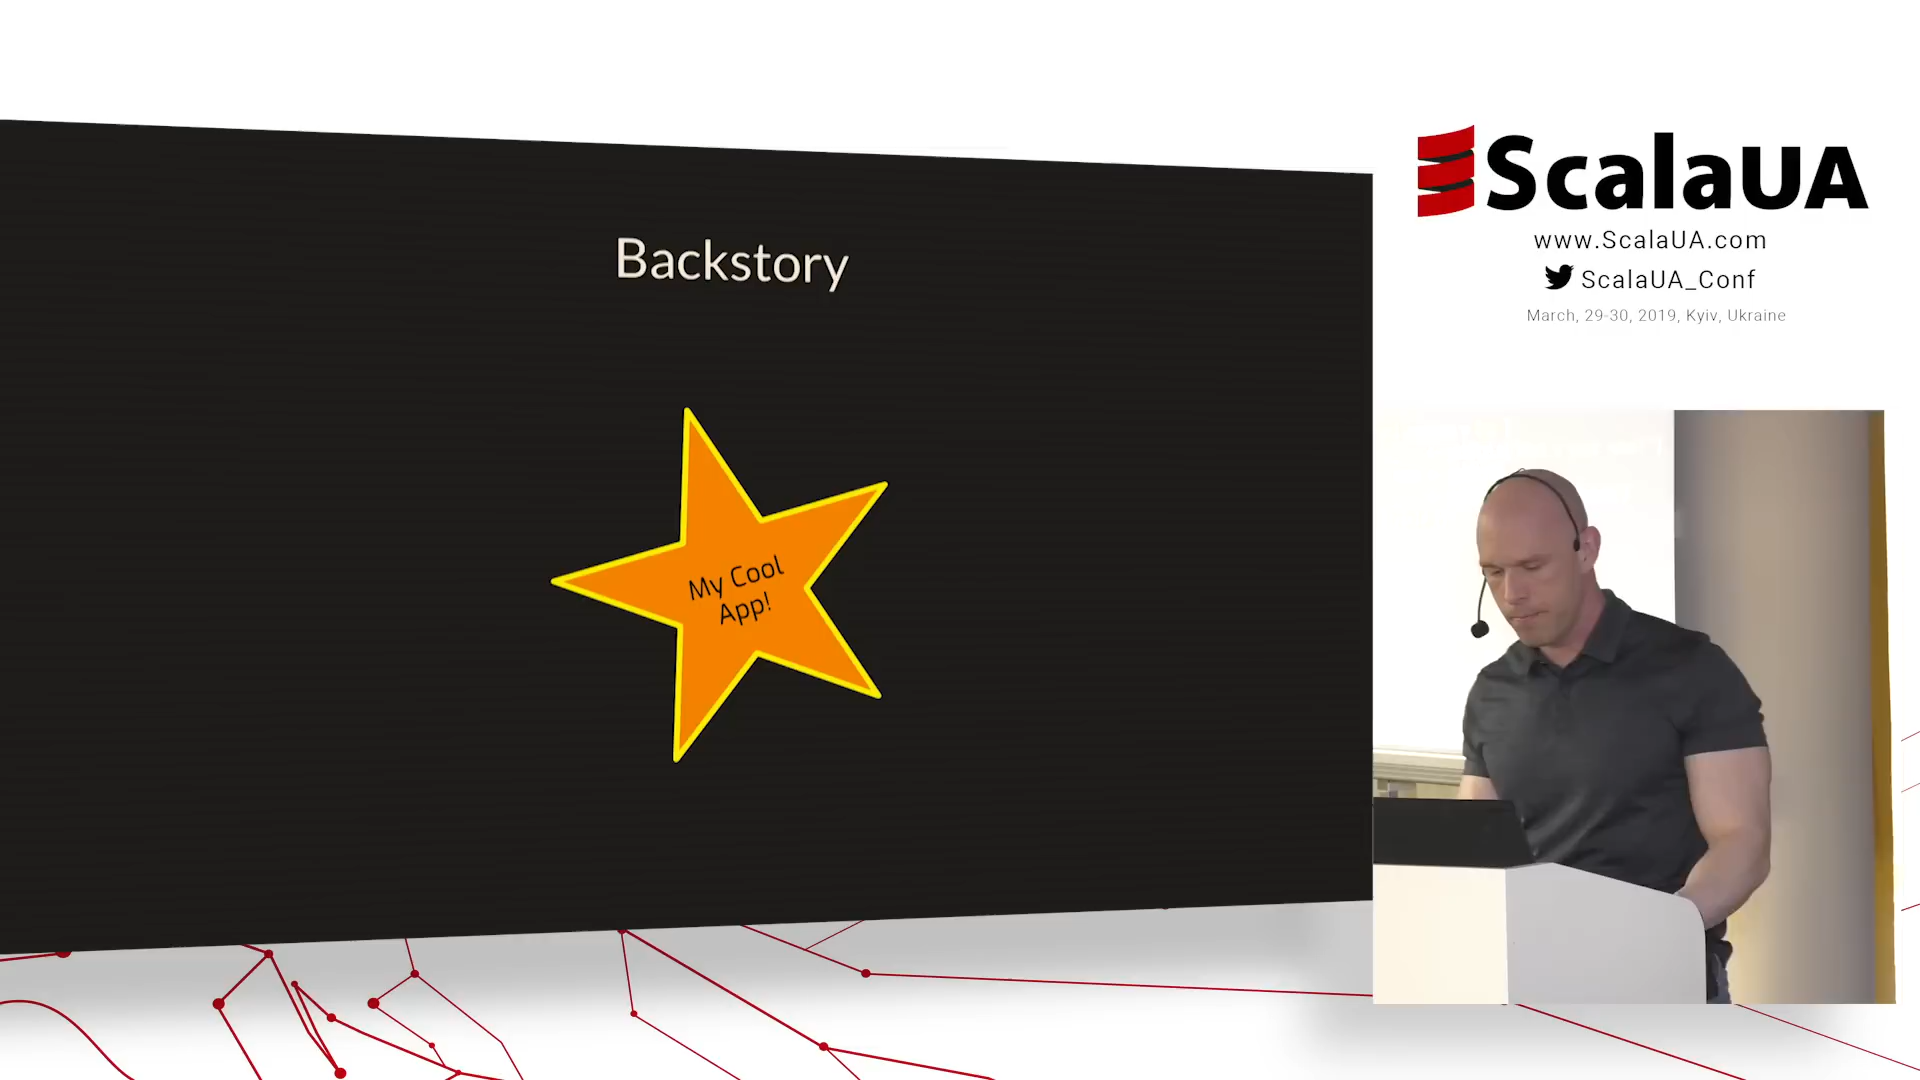 Backstory
My Cool
App!
ScalaUA
www.ScalaUA.com
ScalaUA_Conf
March, 29-30, 2019, Kyiv, Ukraine